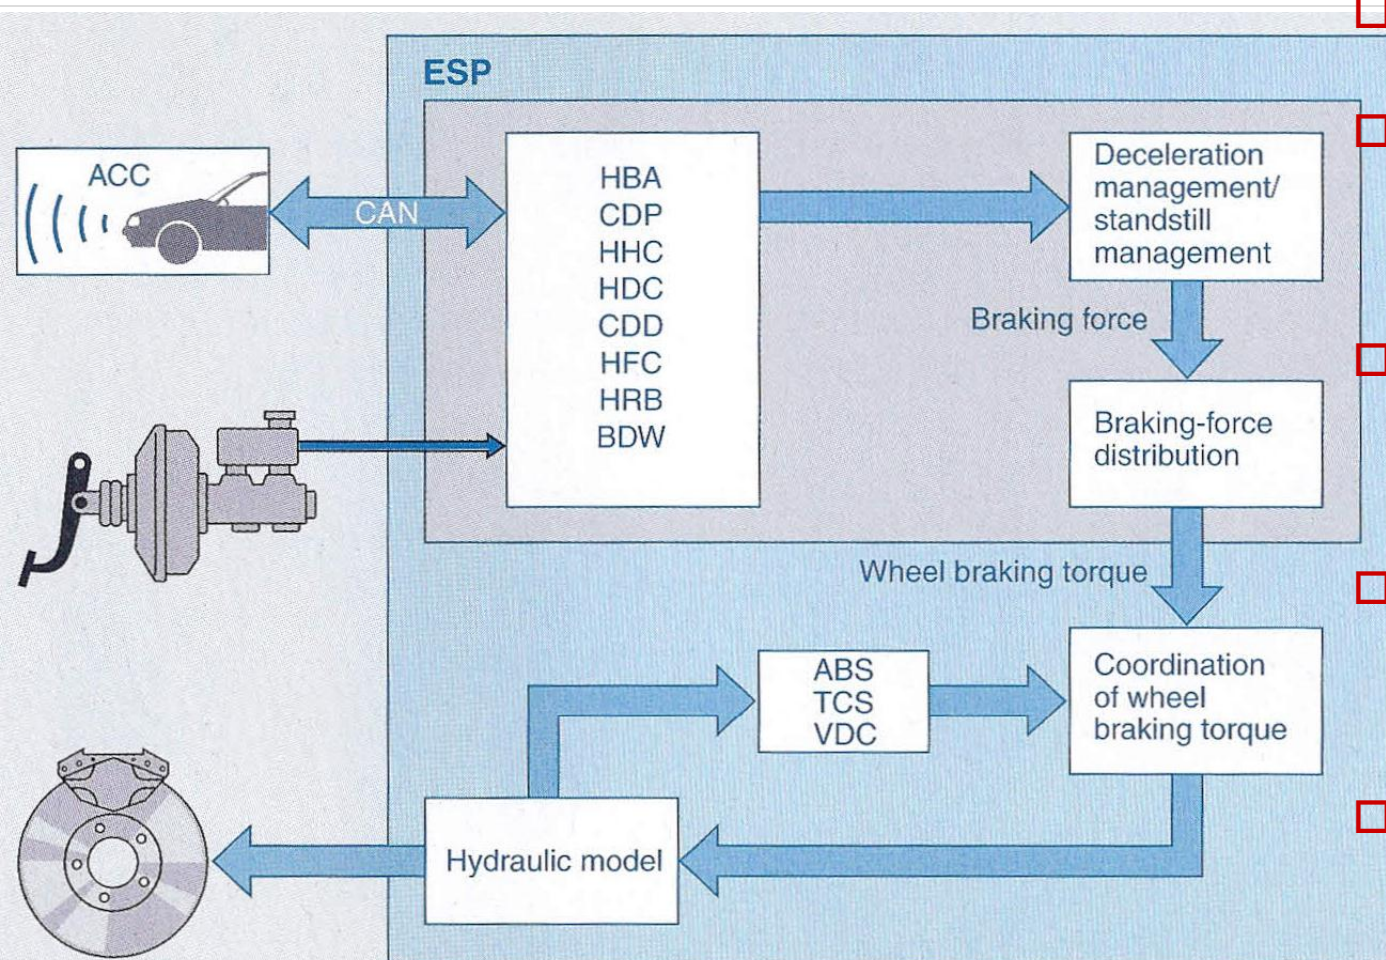 ESP
ACC
CAN
HBA
CDP
HHC
HDC
CDD
HFC
HRB
BDW
Deceleration
management/
standstill
management
Braking force
Braking-force
distribution
Wheel braking torque
ABS
TCS
VDC
Coordination
of wheel
braking torque
Hydraulic model